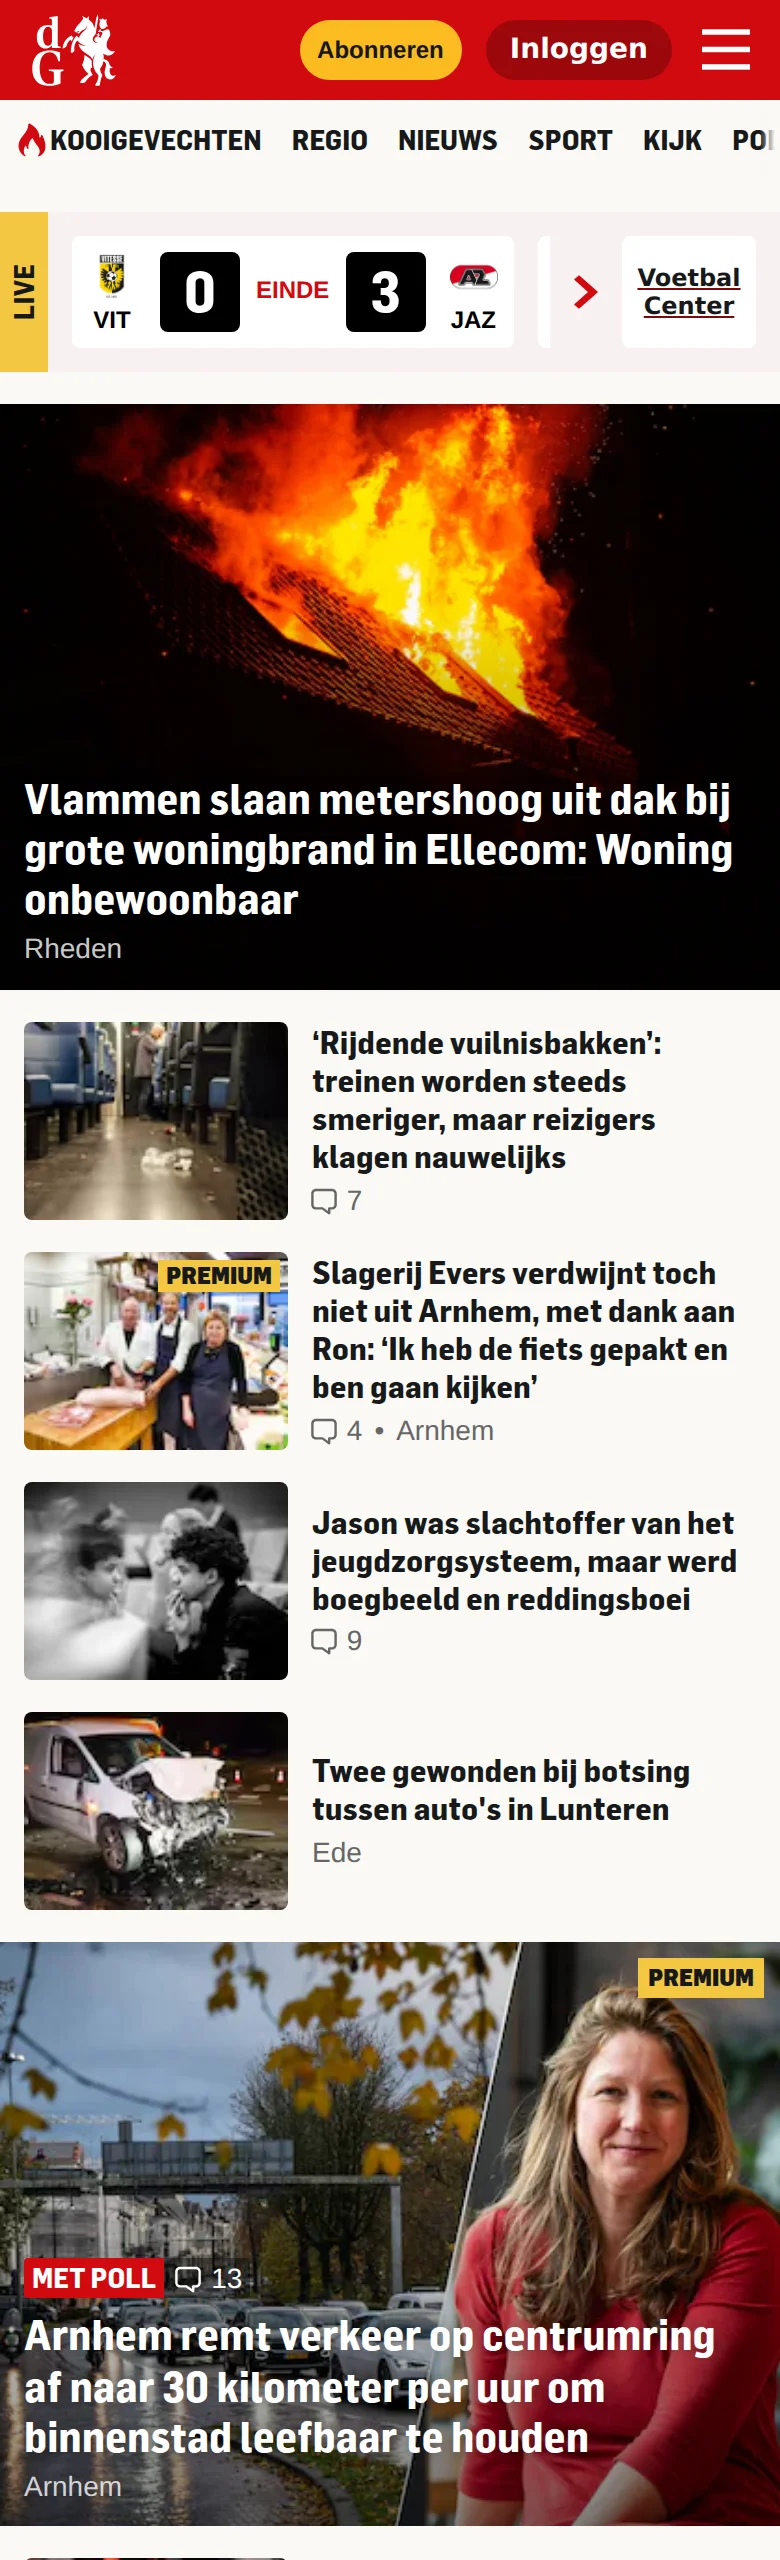 dG
Abonneren
Inloggen
KOOIGEVECHTEN REGIO NIEUWS SPORT KIJK
LIVE
VITESSE
VIT
0
EINDE
3
AZ
JAZ
Voetbal
Center
Vlammen slaan metershoog uit dak bij
grote woningbrand in Ellecom: Woning
onbewoonbaar
Rheden
‘Rijdende vuilnisbakken’:
treinen worden steeds
smeriger, maar reizigers
klagen nauwelijks
7
PREMIUM
Slagerij Evers verdwijnt toch
niet uit Arnhem, met dank aan
Ron: ‘Ik heb de fiets gepakt en
ben gaan kijken’
4 • Arnhem
Jason was slachtoffer van het
jeugdzorgsysteem, maar werd
boegbeeld en reddingsboei
9
Twee gewonden bij botsing
tussen auto's in Lunteren
Ede
PREMIUM
MET POLL 13
Arnhem remt verkeer op centrumring
af naar 30 kilometer per uur om
binnenstad leefbaar te houden
Arnhem